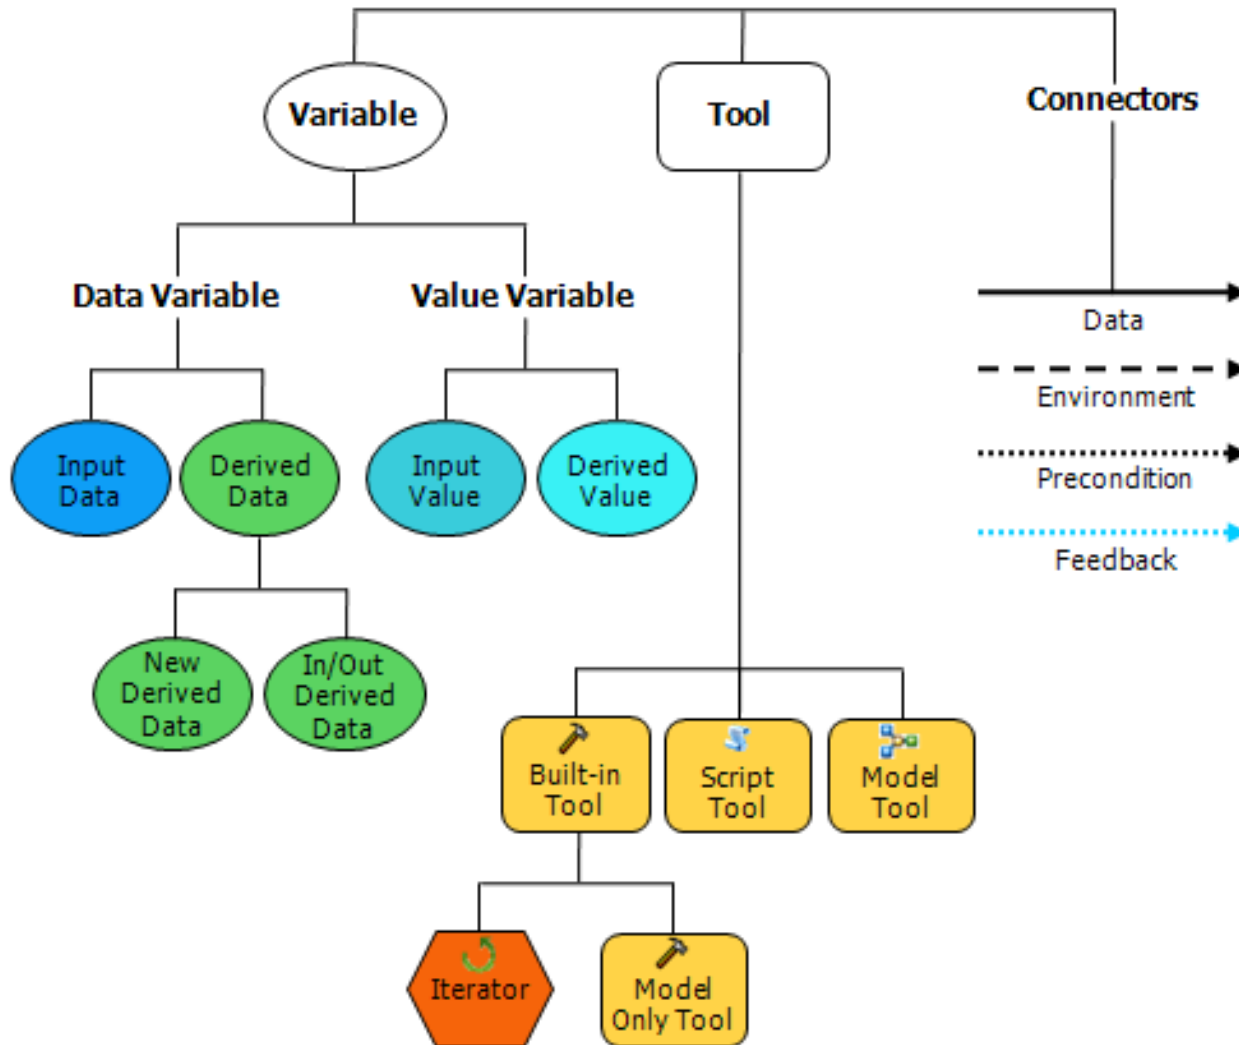 Variable
Tool
Connectors
Data Variable
Value Variable
Data
Environment
Precondition
Feedback
Input
Data
Derived
Data
Input
Value
Derived
Value
New
Derived
Data
In/Out
Derived
Data
Built-in
Tool
Script
Tool
Model
Tool
Iterator
Model
Only Tool